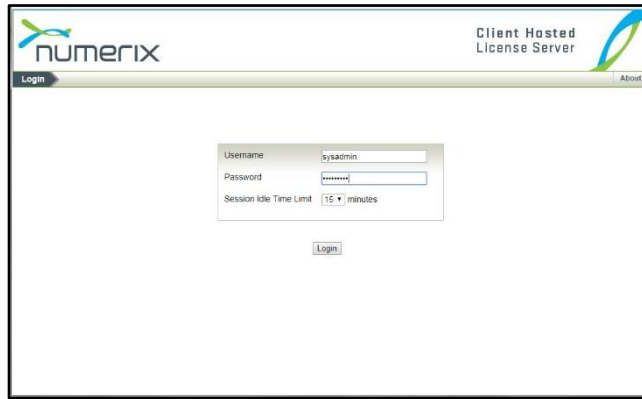 numerix
Client Hosted
License Server
Login
About
Username sysadmin
Password •••••••••
Session Idle Time Limit 15 minutes
Login